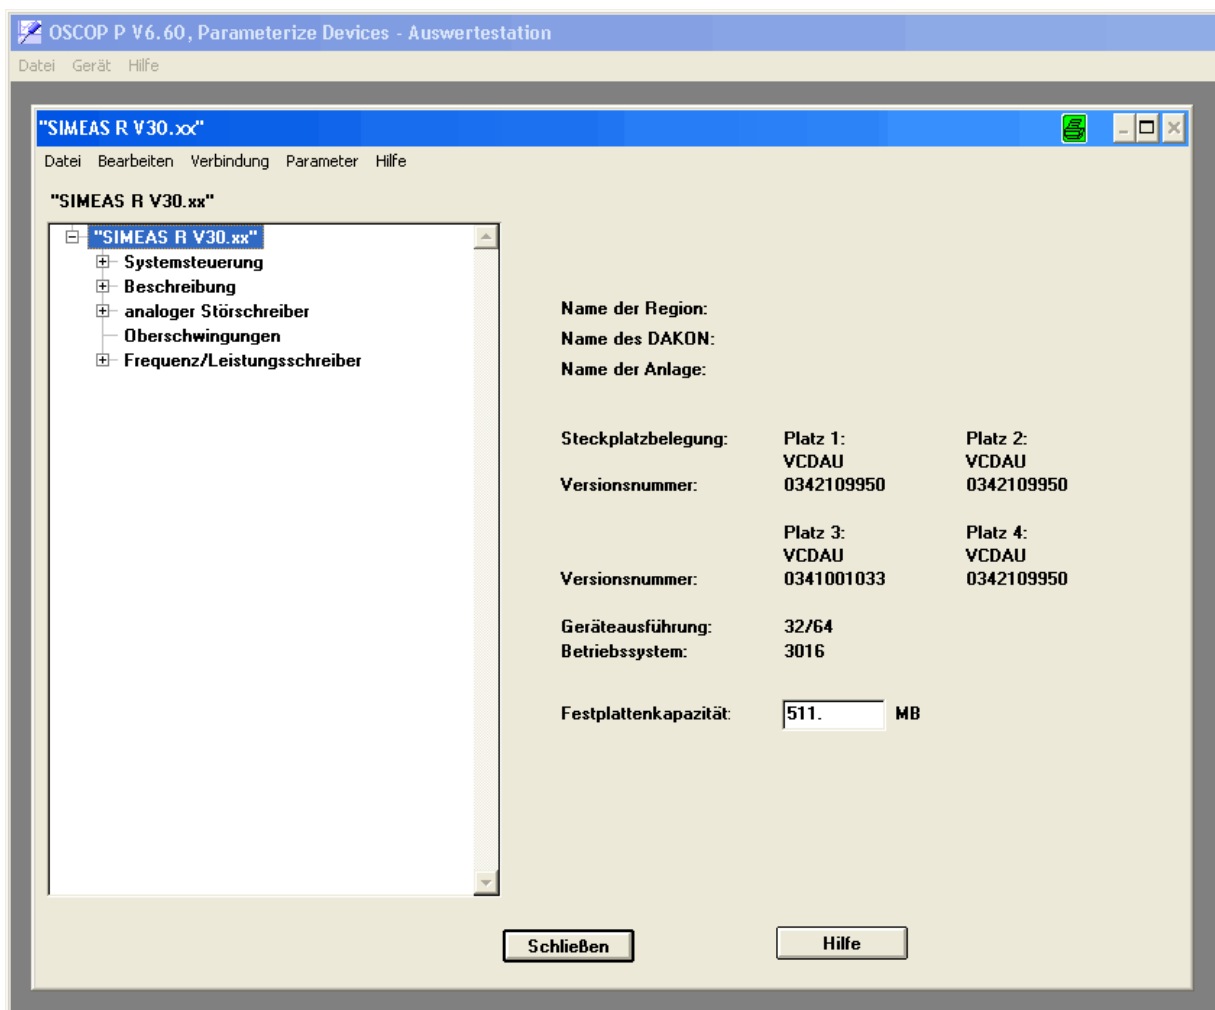 OSCOP P V6.60, Parameterize Devices - Auswertestation
Datei Gerät Hilfe
"SIMEAS R V30.xx"
Datei Bearbeiten Verbindung Parameter Hilfe
"SIMEAS R V30.xx"
"SIMEAS R V30.xx"
Systemsteuerung
Beschreibung
analoger Störschreiber
Oberschwingungen
Frequenz/Leistungsschreiber
Name der Region:
Name des DAKON:
Name der Anlage:
Steckplatzbelegung: Platz 1: Platz 2:
VCDAU VCDAU
Versionsnummer: 0342109950 0342109950
Platz 3: Platz 4:
VCDAU VCDAU
Versionsnummer: 0341001033 0342109950
Geräteausführung: 32/64
Betriebssystem: 3016
Festplattenkapazität: 511. MB
Schließen Hilfe